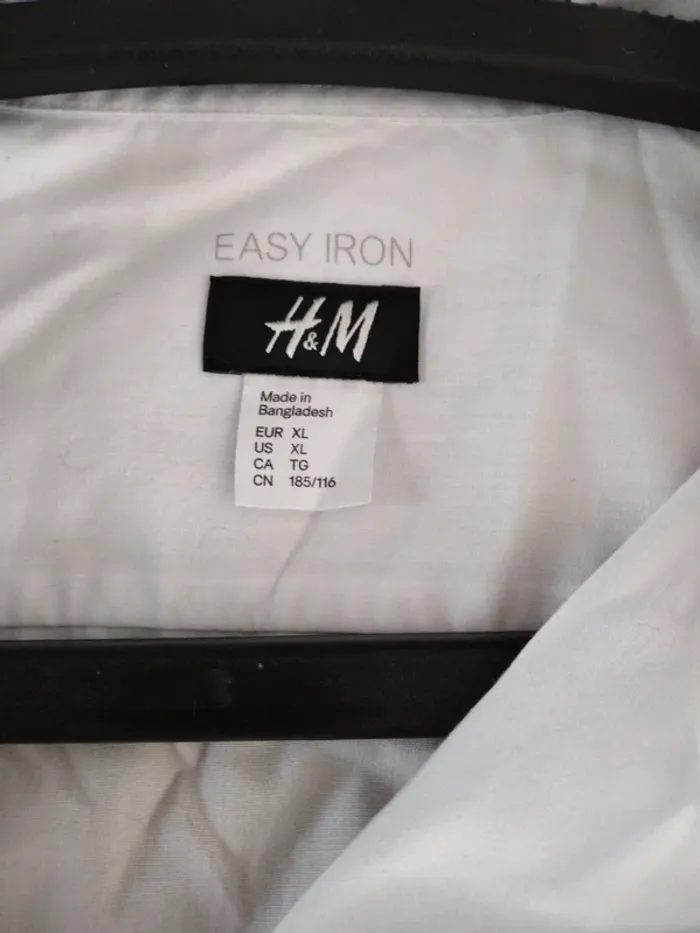 EASY IRON
H&M
Made in
Bangladesh
EUR XL
US XL
CA TG
CN 185/116